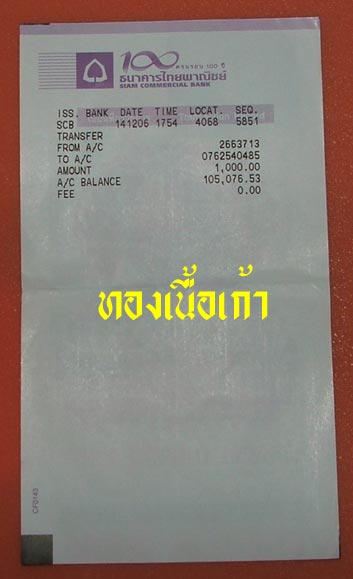 100 ครบรอบ 100 ปี
ธนาคารไทยพาณิชย์
SIAM COMMERCIAL BANK
ISS. BANK DATE TIME LOCAT. SEQ.
SCB 141206 1754 4068 5851
TRANSFER
FROM A/C 2663713
TO A/C 0762540485
AMOUNT 1,000.00
A/C BALANCE 105,076.53
FEE 0.00
ทองเนื้อเก้า
CF0143